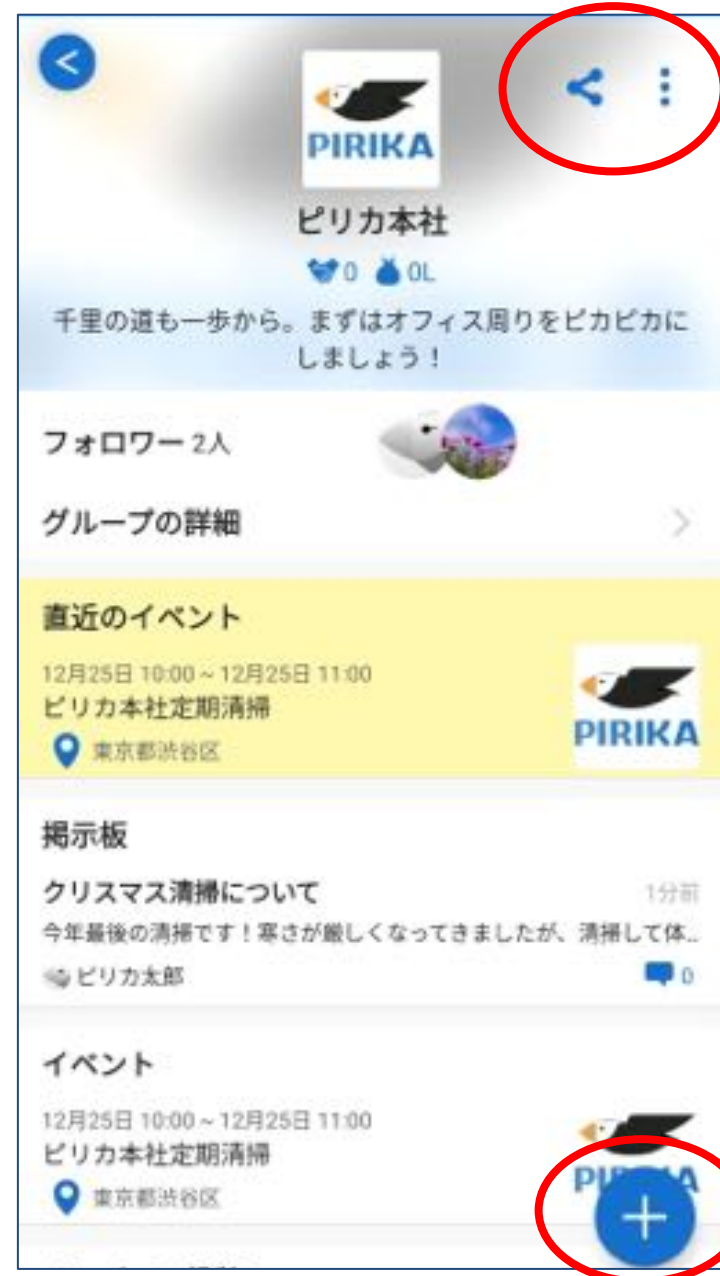 PIRIKA
ピリカ本社
0 0L
千里の道も一歩から。まずはオフィス周りをピカピカに
しましょう！
フォロワー 2人
グループの詳細
直近のイベント
12月25日 10:00 ~ 12月25日 11:00
ピリカ本社定期清掃
東京都渋谷区
PIRIKA
掲示板
クリスマス清掃について 1分前
今年最後の清掃です！寒さが厳しくなってきましたが、清掃して体...
ピリカ太郎 0
イベント
12月25日 10:00 ~ 12月25日 11:00
ピリカ本社定期清掃
東京都渋谷区